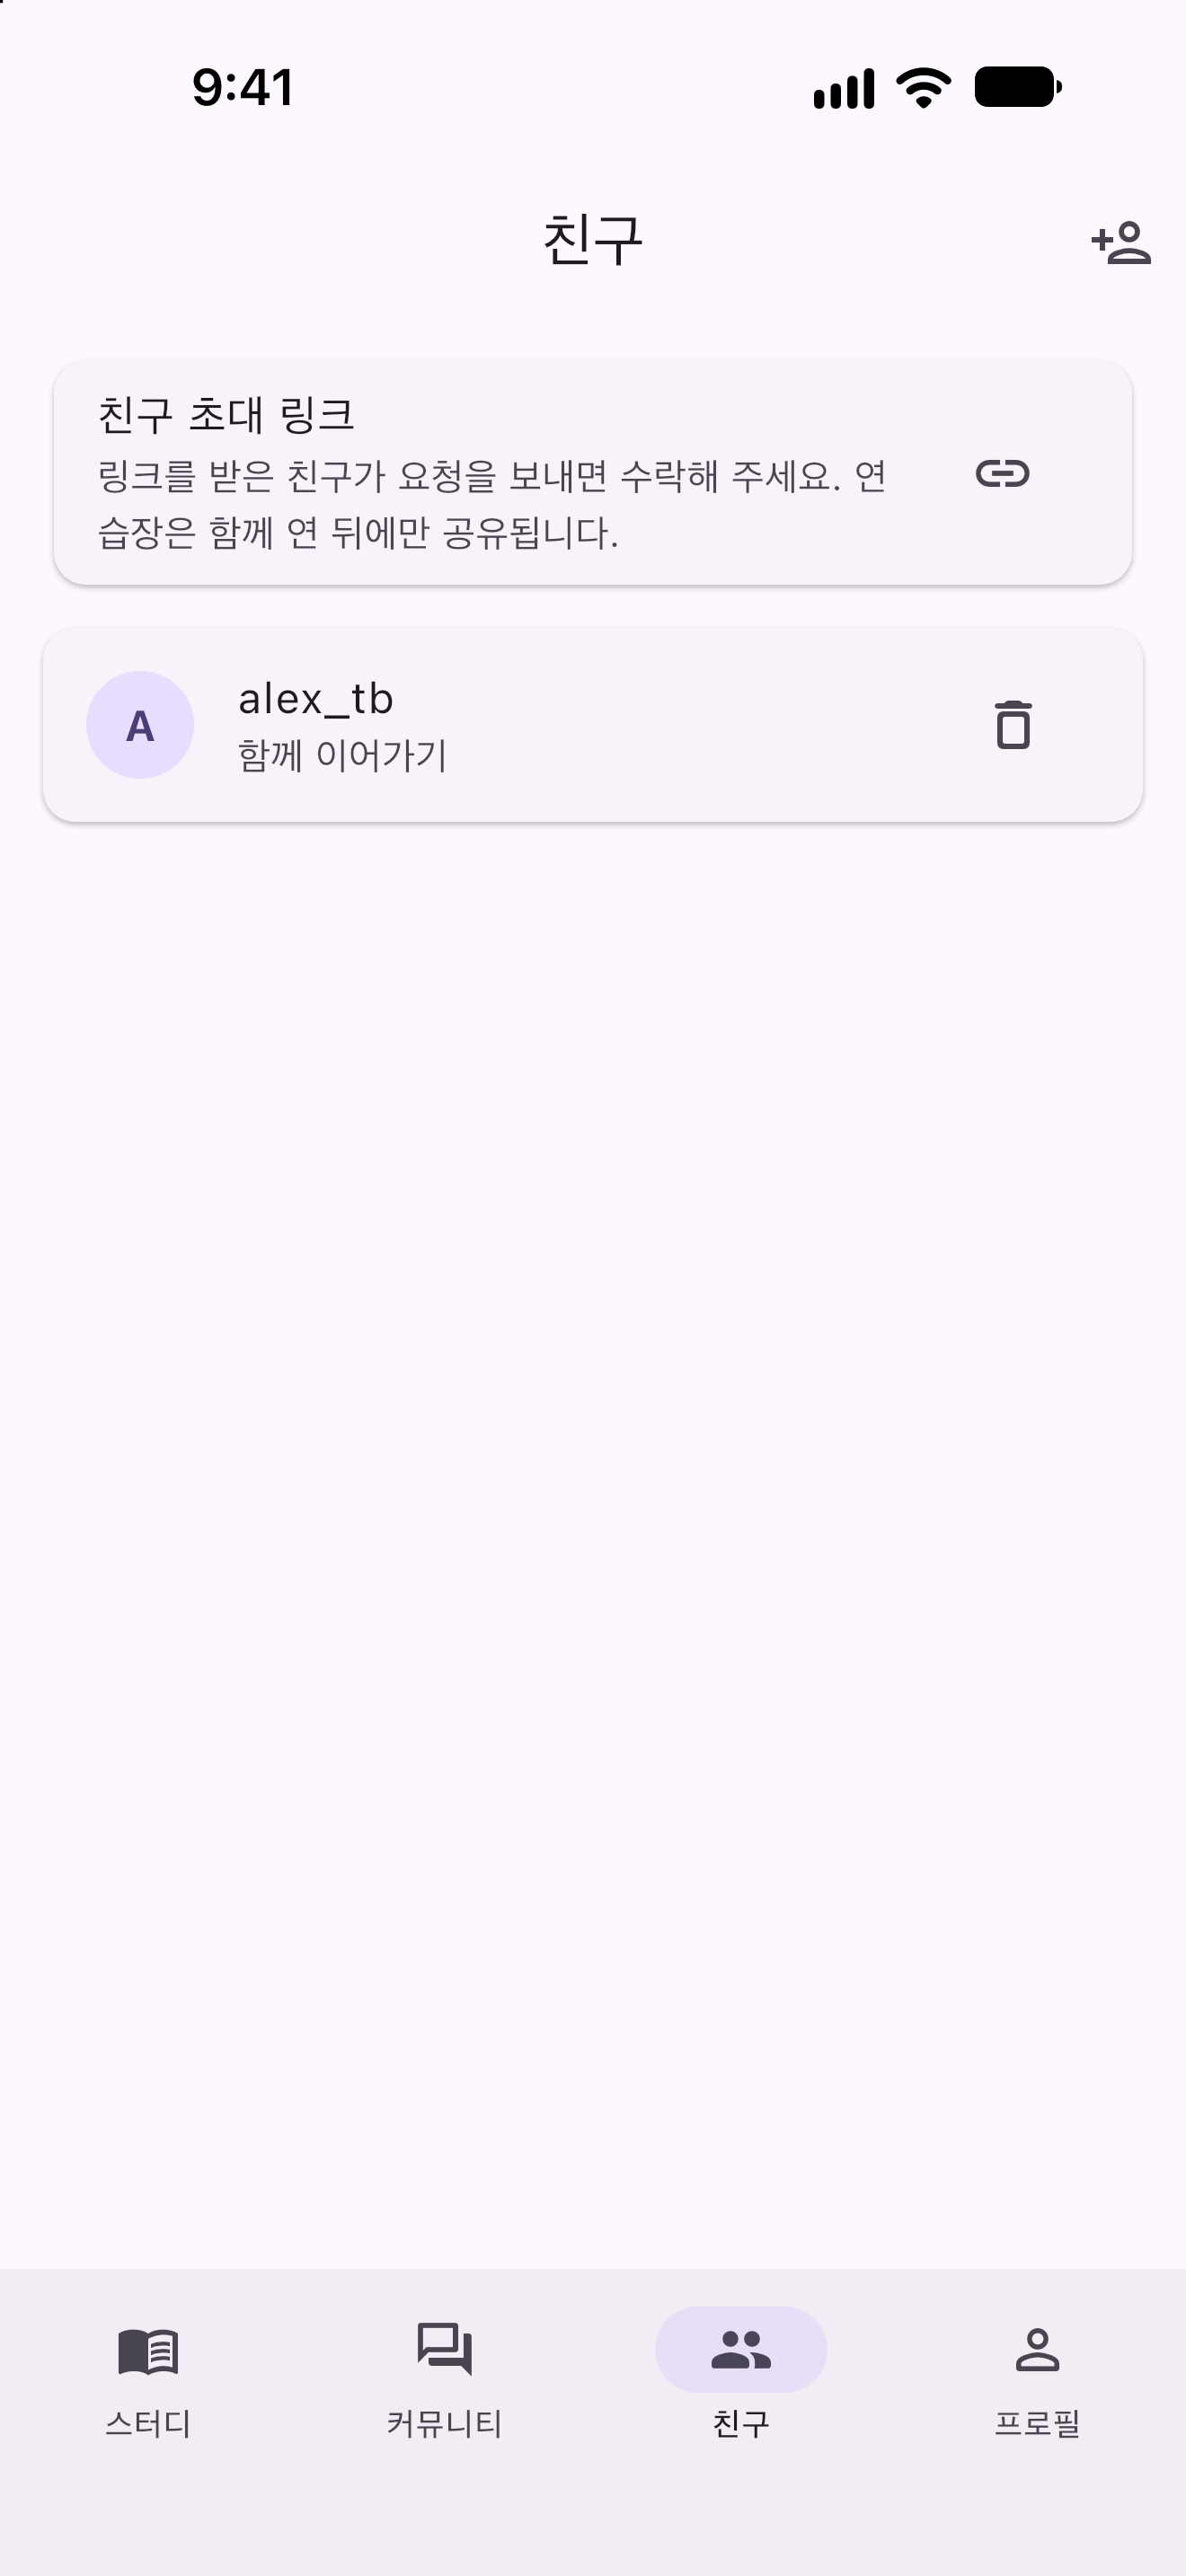 9:41
친구
친구 초대 링크
링크를 받은 친구가 요청을 보내면 수락해 주세요. 연
습장은 함께 연 뒤에만 공유됩니다.
A
alex_tb
함께 이어가기
스터디
커뮤니티
친구
프로필